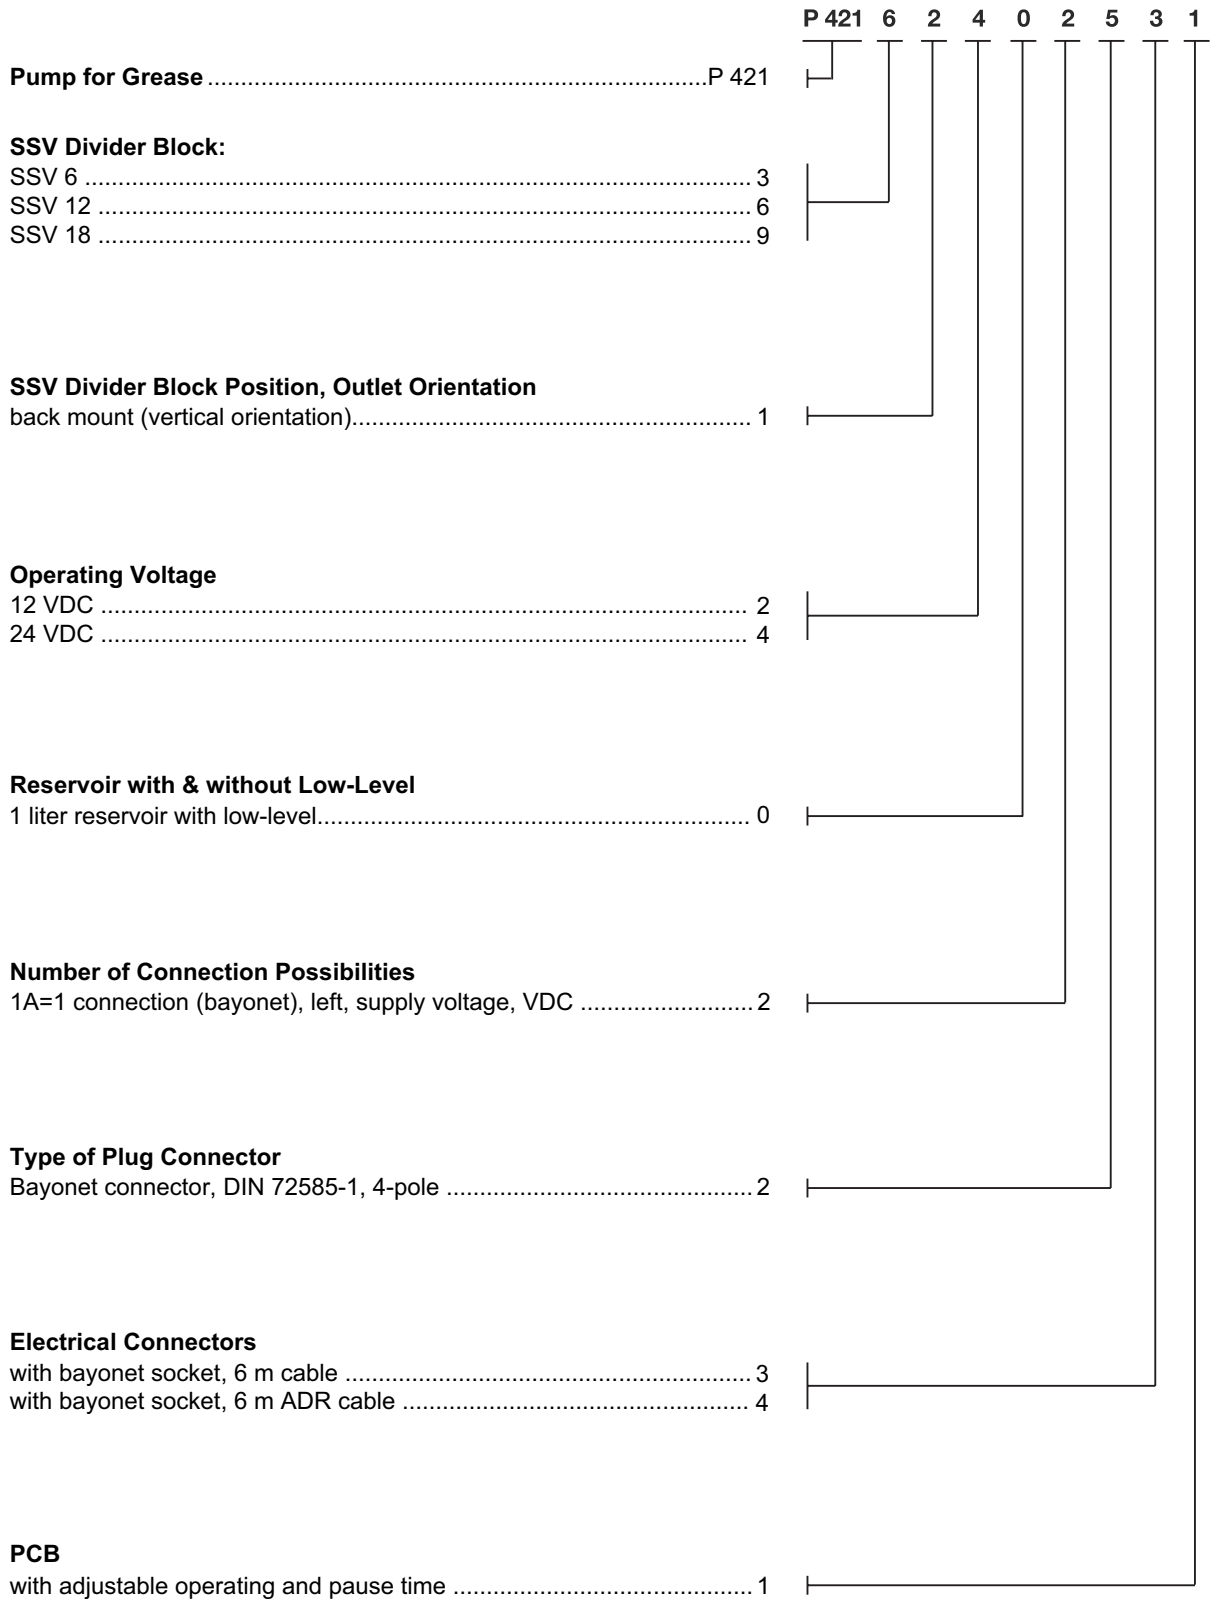 P 421 6 2 4 0 2 5 3 1
Pump for Grease ........................................................................... P 421
SSV Divider Block:
SSV 6 .................................................................................................... 3
SSV 12 .................................................................................................. 6
SSV 18 .................................................................................................. 9
SSV Divider Block Position, Outlet Orientation
back mount (vertical orientation)............................................................ 1
Operating Voltage
12 VDC ................................................................................................. 2
24 VDC ................................................................................................. 4
Reservoir with & without Low-Level
1 liter reservoir with low-level................................................................. 0
Number of Connection Possibilities
1A=1 connection (bayonet), left, supply voltage, VDC .......................... 2
Type of Plug Connector
Bayonet connector, DIN 72585-1, 4-pole .............................................. 2
Electrical Connectors
with bayonet socket, 6 m cable ............................................................. 3
with bayonet socket, 6 m ADR cable .................................................... 4
PCB
with adjustable operating and pause time ............................................. 1